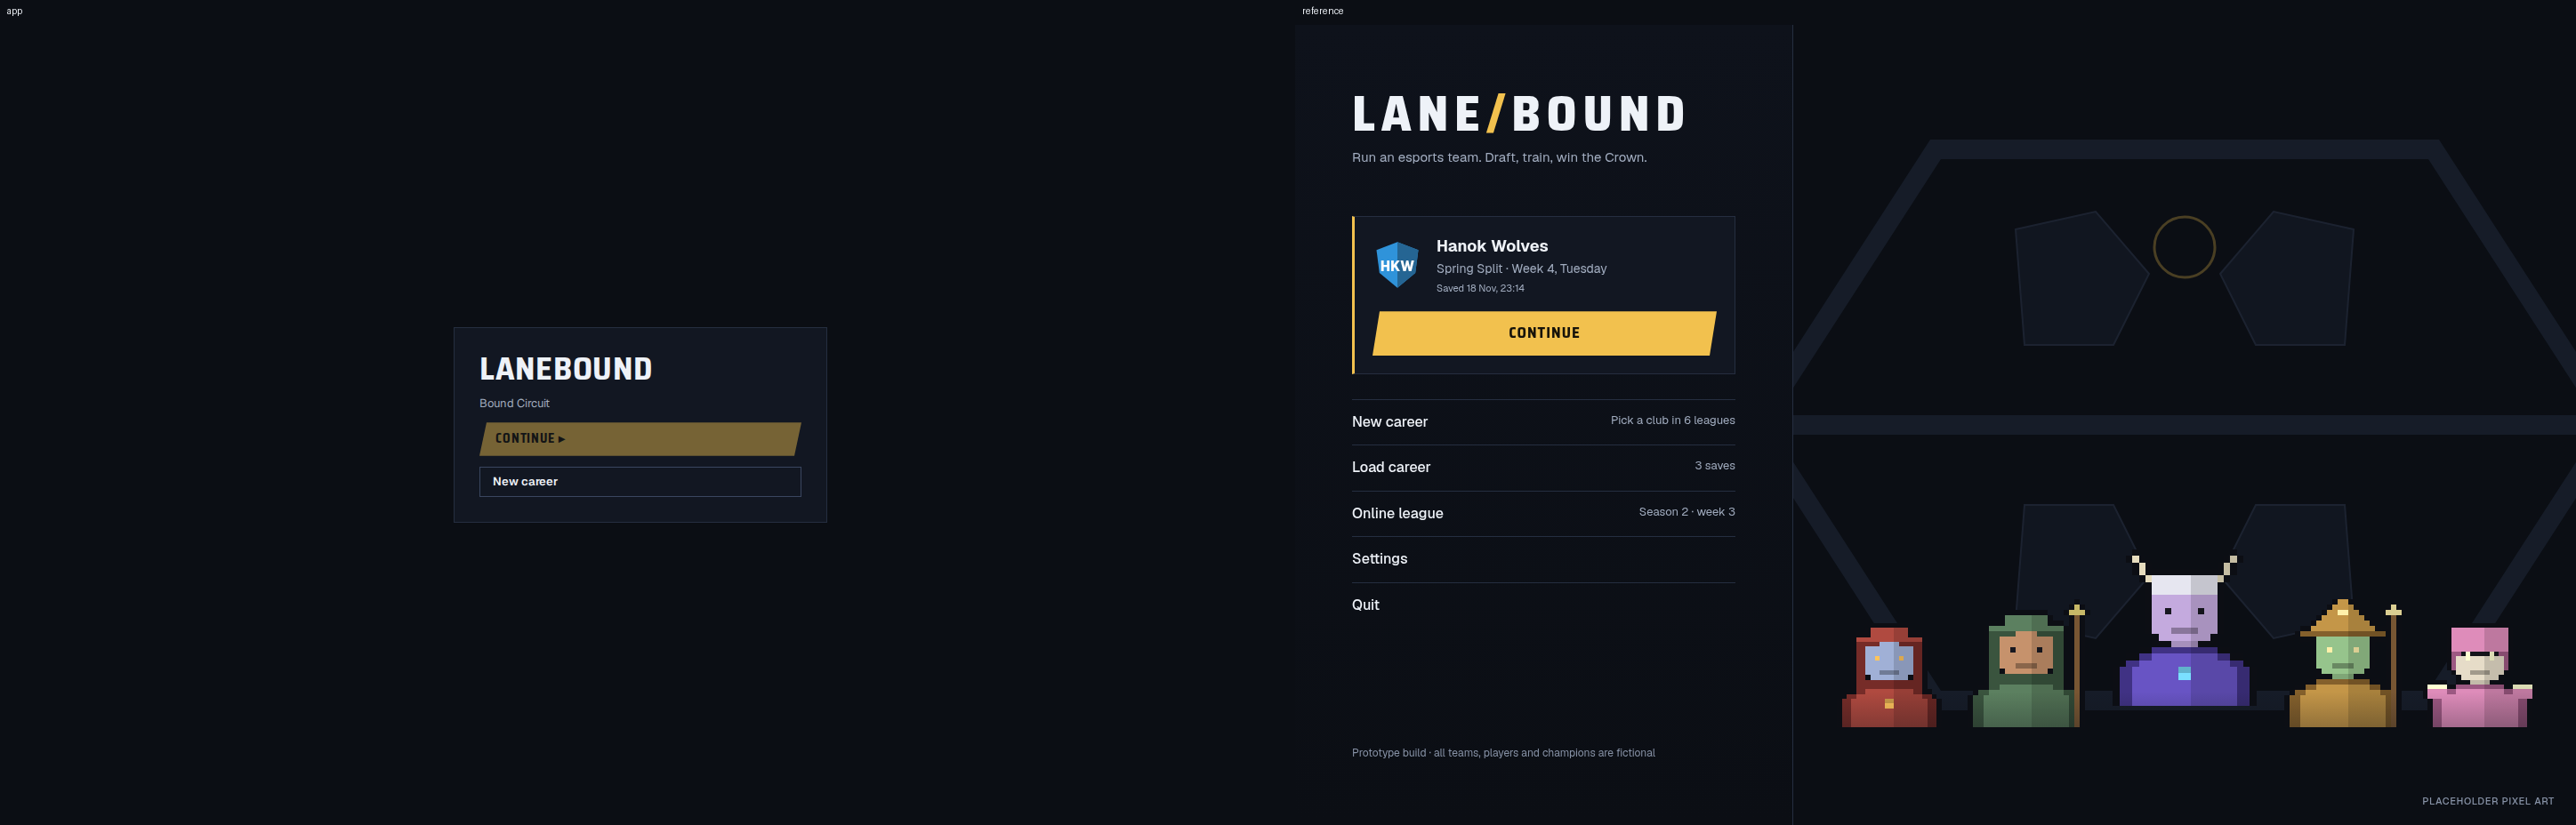 app
LANEBOUND
Bound Circuit
CONTINUE ▸
New career
reference
LANE/BOUND
Run an esports team. Draft, train, win the Crown.
HKW
Hanok Wolves
Spring Split · Week 4, Tuesday
Saved 18 Nov, 23:14
CONTINUE
New career Pick a club in 6 leagues
Load career 3 saves
Online league Season 2 · week 3
Settings
Quit
Prototype build · all teams, players and champions are fictional
PLACEHOLDER PIXEL ART